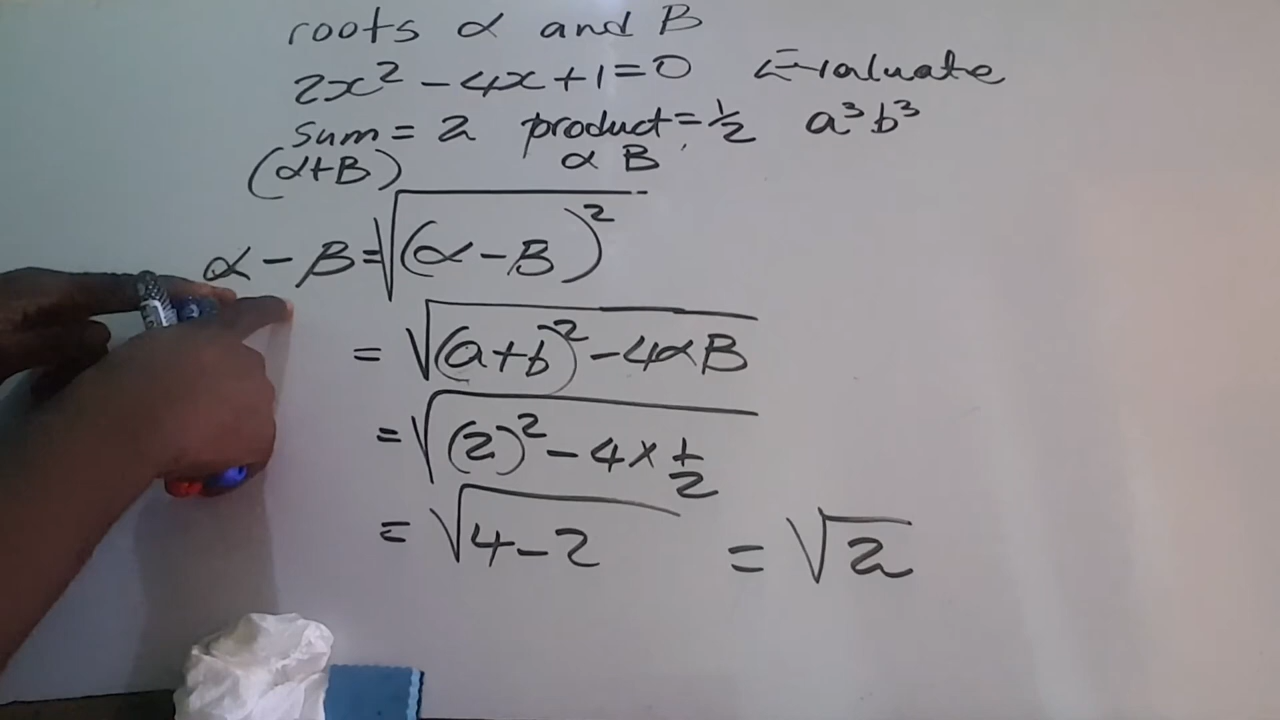 roots α and B
2x² - 4x + 1 = 0 Evaluate
sum = 2 product = 1/2 a³b³
(α+B) α B
α - β = √(α - B)²
= √(a+b)² - 4αB
= √(2)² - 4 x 1/2
= √4 - 2 = √2